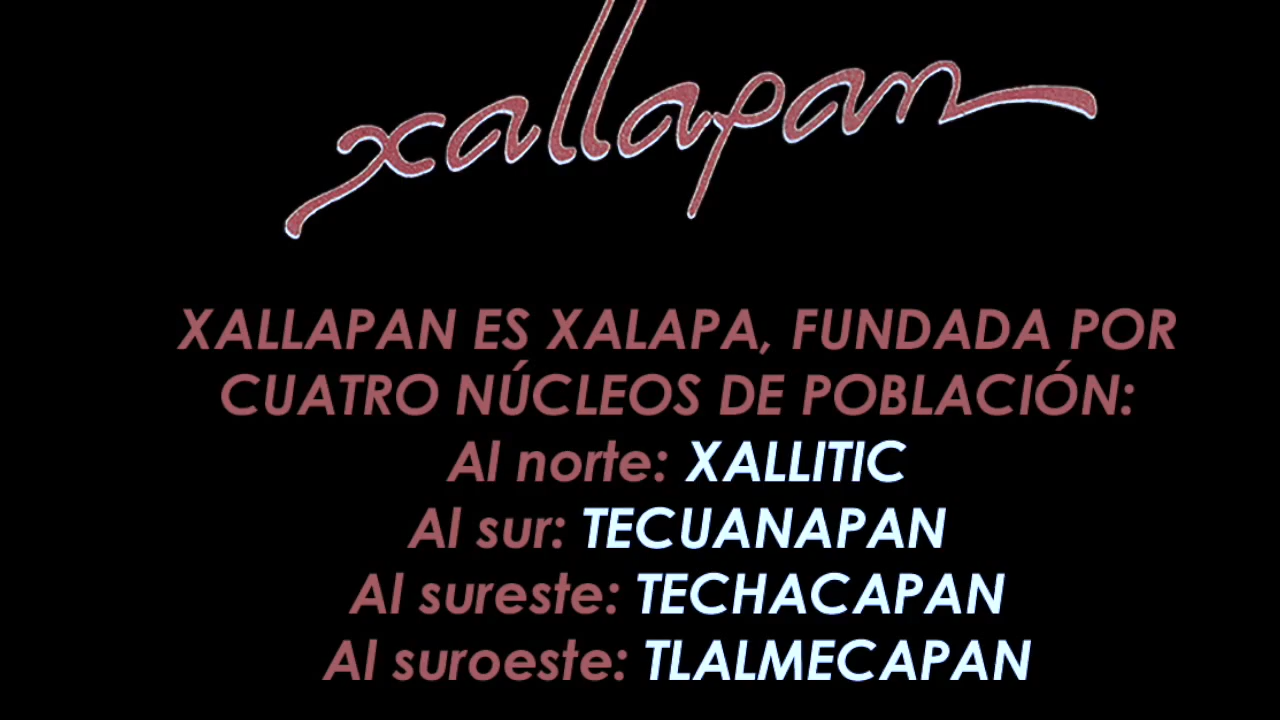 xallapan
XALLAPAN ES XALAPA, FUNDADA POR
CUATRO NÚCLEOS DE POBLACIÓN:
Al norte: XALLITIC
Al sur: TECUANAPAN
Al sureste: TECHACAPAN
Al suroeste: TLALMECAPAN